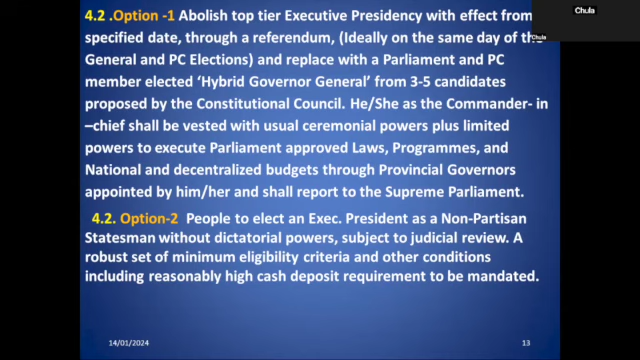 Chula
Chula
4.2 .Option -1 Abolish top tier Executive Presidency with effect from
specified date, through a referendum, (Ideally on the same day of the
General and PC Elections) and replace with a Parliament and PC
member elected ‘Hybrid Governor General’ from 3-5 candidates
proposed by the Constitutional Council. He/She as the Commander- in
–chief shall be vested with usual ceremonial powers plus limited
powers to execute Parliament approved Laws, Programmes, and
National and decentralized budgets through Provincial Governors
appointed by him/her and shall report to the Supreme Parliament.
4.2. Option-2 People to elect an Exec. President as a Non-Partisan
Statesman without dictatorial powers, subject to judicial review. A
robust set of minimum eligibility criteria and other conditions
including reasonably high cash deposit requirement to be mandated.
14/01/2024
13